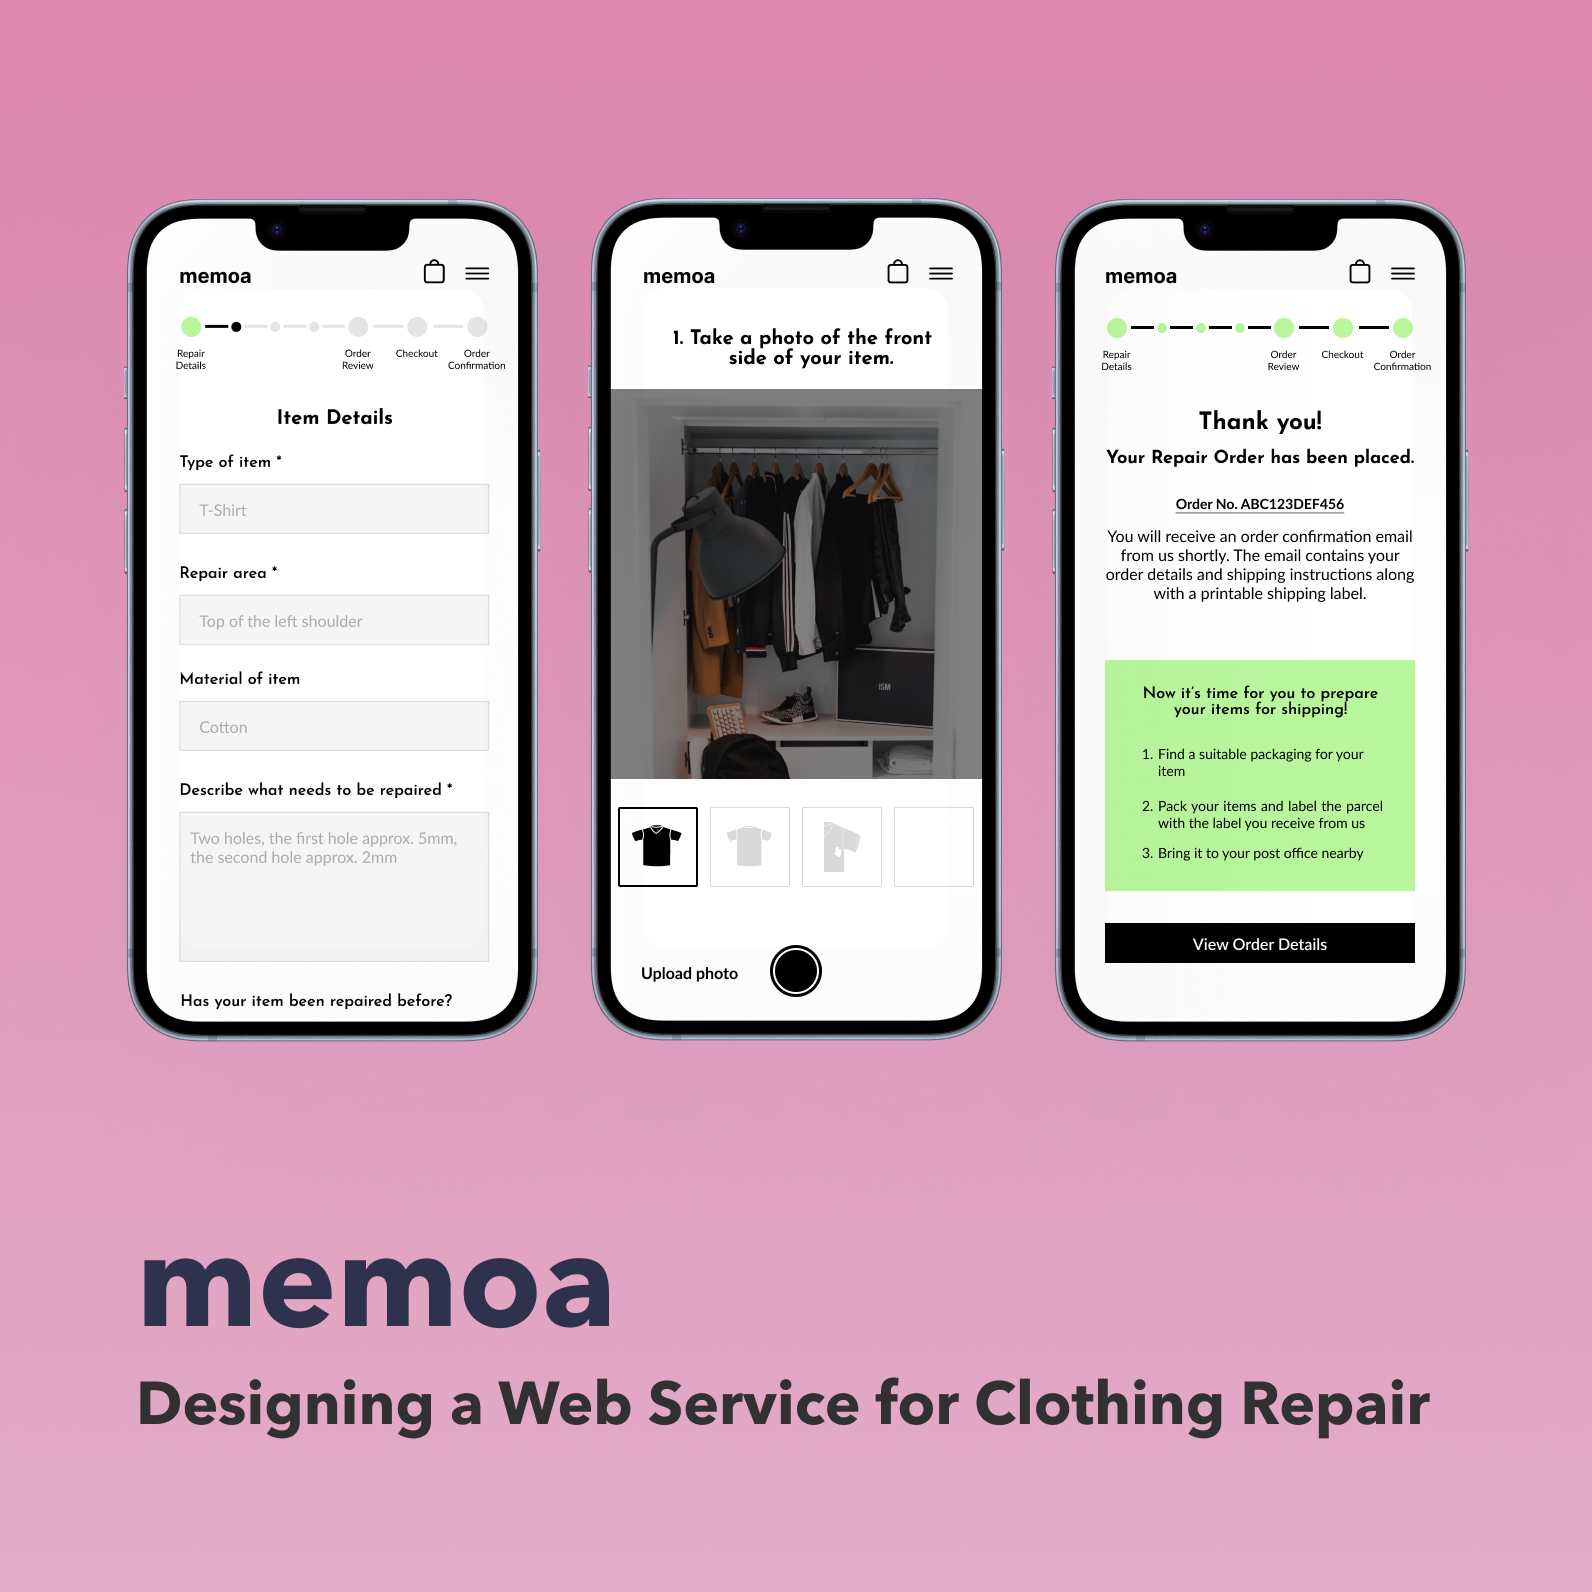 memoa
Repair
Details
Order
Review
Checkout
Order
Confirmation
Item Details
Type of item *
T-Shirt
Repair area *
Top of the left shoulder
Material of item
Cotton
Describe what needs to be repaired *
Two holes, the first hole approx. 5mm,
the second hole approx. 2mm
Has your item been repaired before?
memoa
1. Take a photo of the front
side of your item.
ISM
Upload photo
memoa
Repair
Details
Order
Review
Checkout
Order
Confirmation
Thank you!
Your Repair Order has been placed.
Order No. ABC123DEF456
You will receive an order confirmation email
from us shortly. The email contains your
order details and shipping instructions along
with a printable shipping label.
Now it's time for you to prepare
your items for shipping!
1. Find a suitable packaging for your
item
2. Pack your items and label the parcel
with the label you receive from us
3. Bring it to your post office nearby
View Order Details
memoa
Designing a Web Service for Clothing Repair